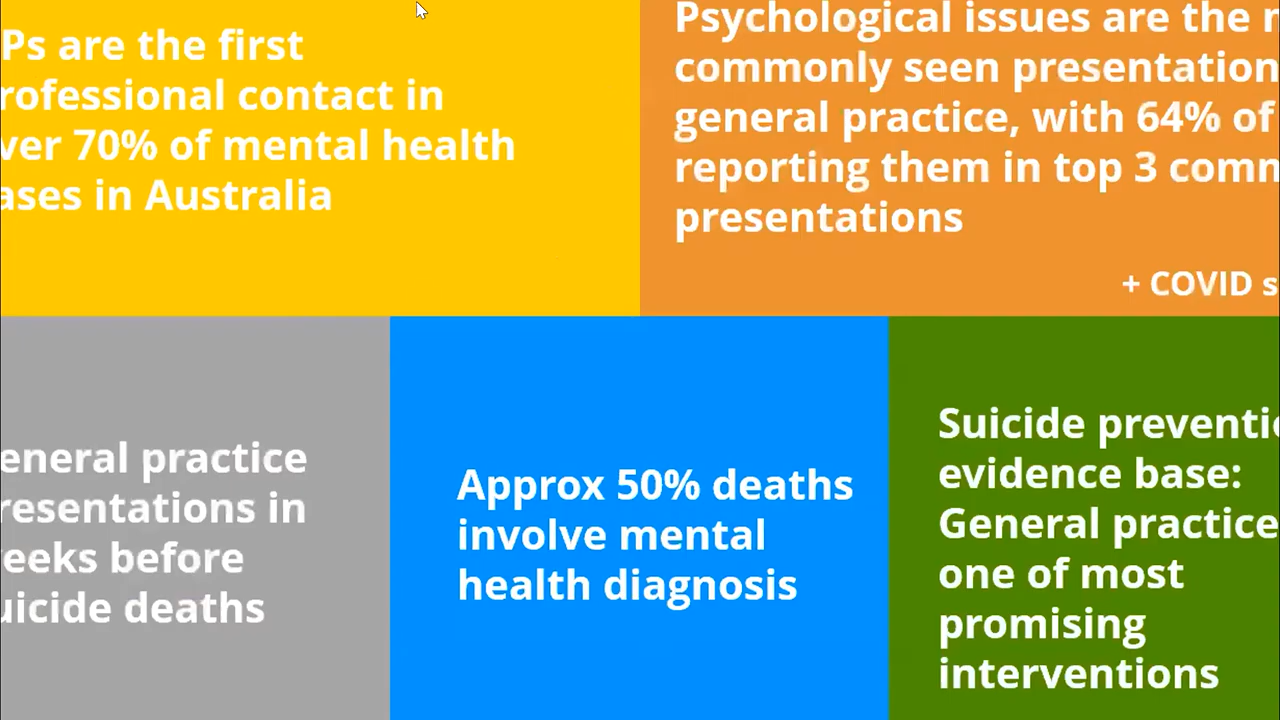 Ps are the first
rofessional contact in
ver 70% of mental health
ases in Australia
Psychological issues are the
commonly seen presentation
general practice, with 64% of
reporting them in top 3 comm
presentations
+ COVID s
eneral practice
resentations in
eeks before
uicide deaths
Approx 50% deaths
involve mental
health diagnosis
Suicide preventi
evidence base:
General practice
one of most
promising
interventions